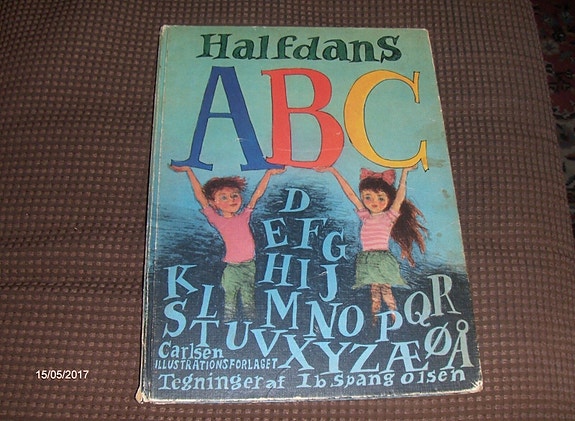 Halfdans
ABC
D
EFG
HIJ
KL MNO PQR
STUVXYZÆØÅ
Carlsen
ILLUSTRATIONSFORLAGET
Tegninger af Ib Spang Olsen
15/05/2017